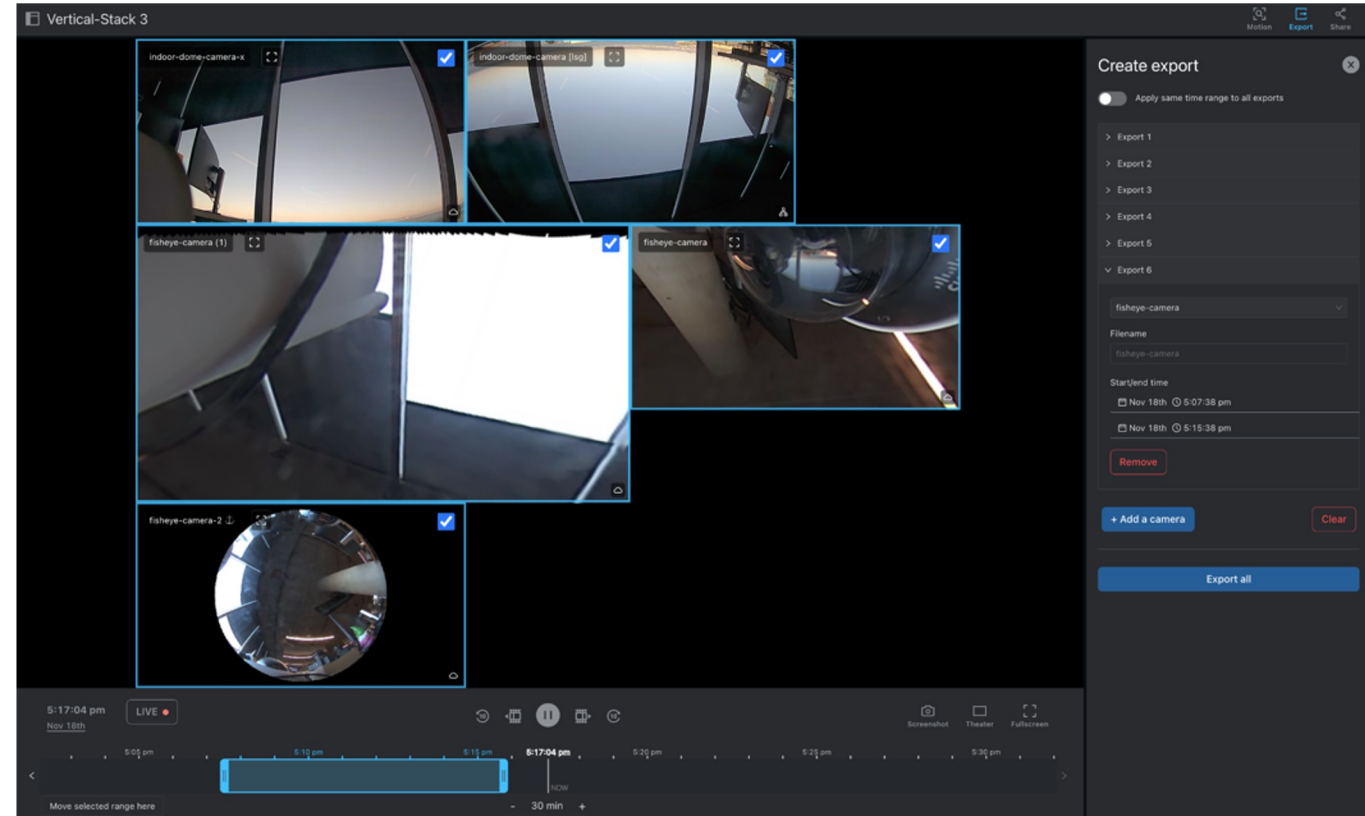 Vertical-Stack 3
Motion
Export
Share
indoor-dome-camera-x
indoor-dome-camera [lsg]
fisheye-camera (1)
fisheye-camera
fisheye-camera-2
Create export
Apply same time range to all exports
Export 1
Export 2
Export 3
Export 4
Export 5
Export 6
fisheye-camera
Filename
fisheye-camera
Start/end time
Nov 18th 5:07:38 pm
Nov 18th 5:15:38 pm
Remove
+ Add a camera
Clear
Export all
5:17:04 pm
Nov 18th
LIVE
10
10
Screenshot
Theater
Fullscreen
5:05 pm
5:10 pm
5:15 pm
5:17:04 pm
5:20 pm
5:25 pm
5:30 pm
NOW
Move selected range here
- 30 min +